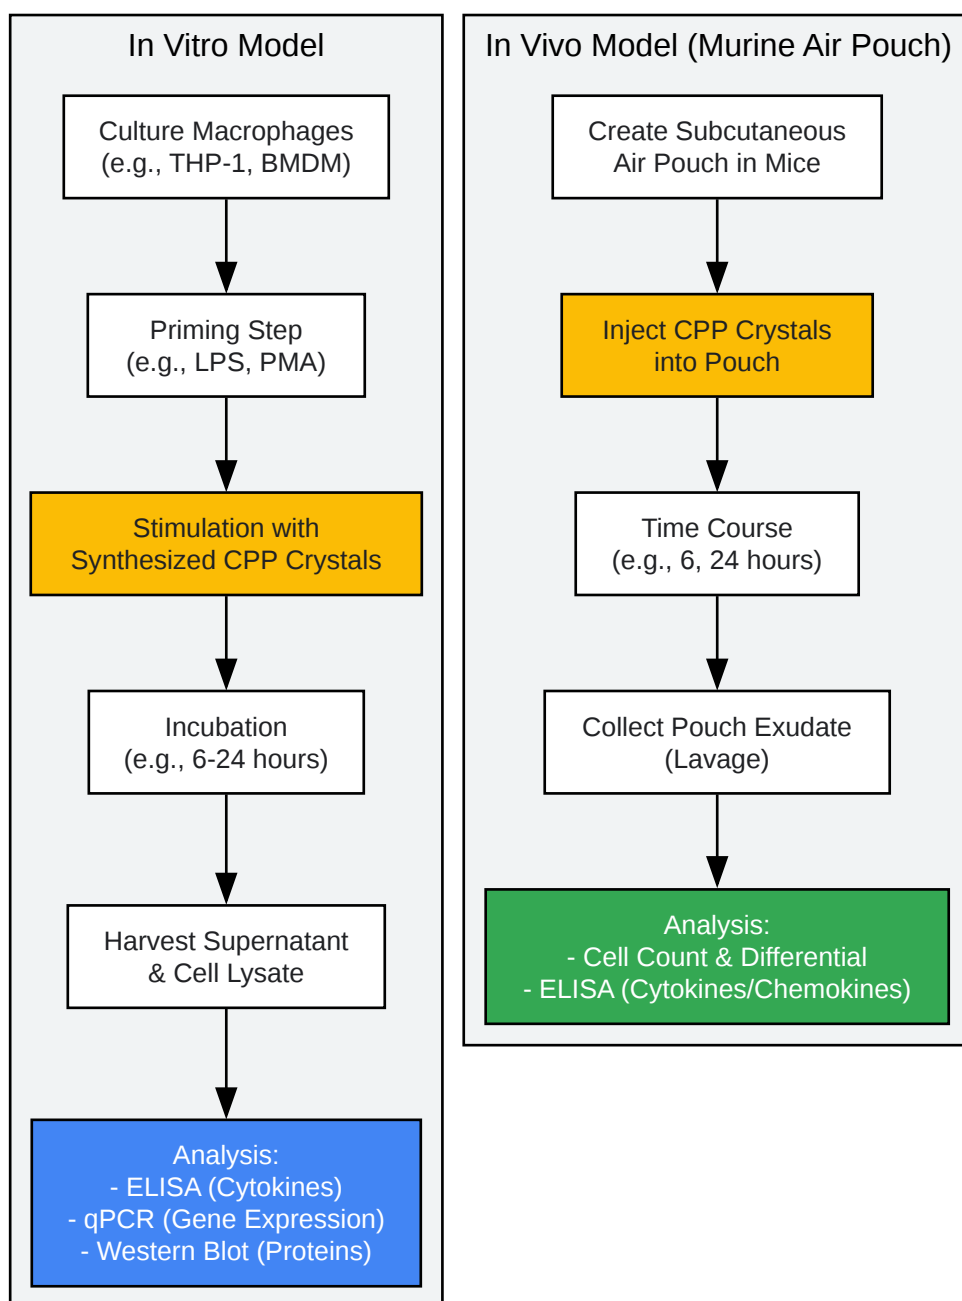 In Vitro Model
Culture Macrophages
(e.g., THP-1, BMDM)
Priming Step
(e.g., LPS, PMA)
Stimulation with
Synthesized CPP Crystals
Incubation
(e.g., 6-24 hours)
Harvest Supernatant
& Cell Lysate
Analysis:
- ELISA (Cytokines)
- qPCR (Gene Expression)
- Western Blot (Proteins)
In Vivo Model (Murine Air Pouch)
Create Subcutaneous
Air Pouch in Mice
Inject CPP Crystals
into Pouch
Time Course
(e.g., 6, 24 hours)
Collect Pouch Exudate
(Lavage)
Analysis:
- Cell Count & Differential
- ELISA (Cytokines/Chemokines)